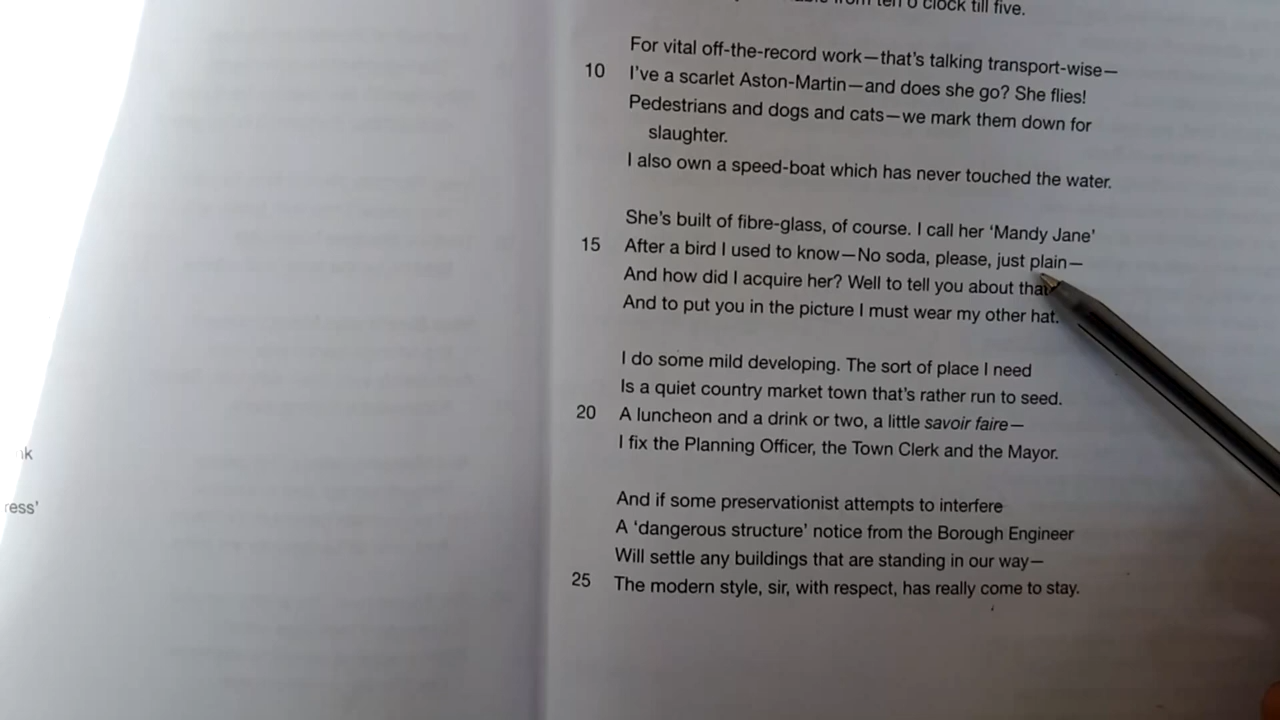 from ten o'clock till five.
For vital off-the-record work—that's talking transport-wise—
10 I've a scarlet Aston-Martin—and does she go? She flies!
Pedestrians and dogs and cats—we mark them down for
slaughter.
I also own a speed-boat which has never touched the water.
She's built of fibre-glass, of course. I call her 'Mandy Jane'
15 After a bird I used to know—No soda, please, just plain—
And how did I acquire her? Well to tell you about that
And to put you in the picture I must wear my other hat.
I do some mild developing. The sort of place I need
Is a quiet country market town that's rather run to seed.
20 A luncheon and a drink or two, a little savoir faire—
I fix the Planning Officer, the Town Clerk and the Mayor.
And if some preservationist attempts to interfere
A 'dangerous structure' notice from the Borough Engineer
Will settle any buildings that are standing in our way—
25 The modern style, sir, with respect, has really come to stay.